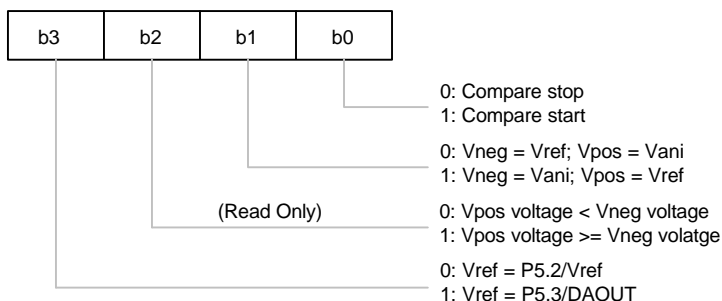 b3 b2 b1 b0
0: Compare stop
1: Compare start
0: Vneg = Vref; Vpos = Vani
1: Vneg = Vani; Vpos = Vref
(Read Only) 0: Vpos voltage < Vneg voltage
1: Vpos voltage >= Vneg volatge
0: Vref = P5.2/Vref
1: Vref = P5.3/DAOUT